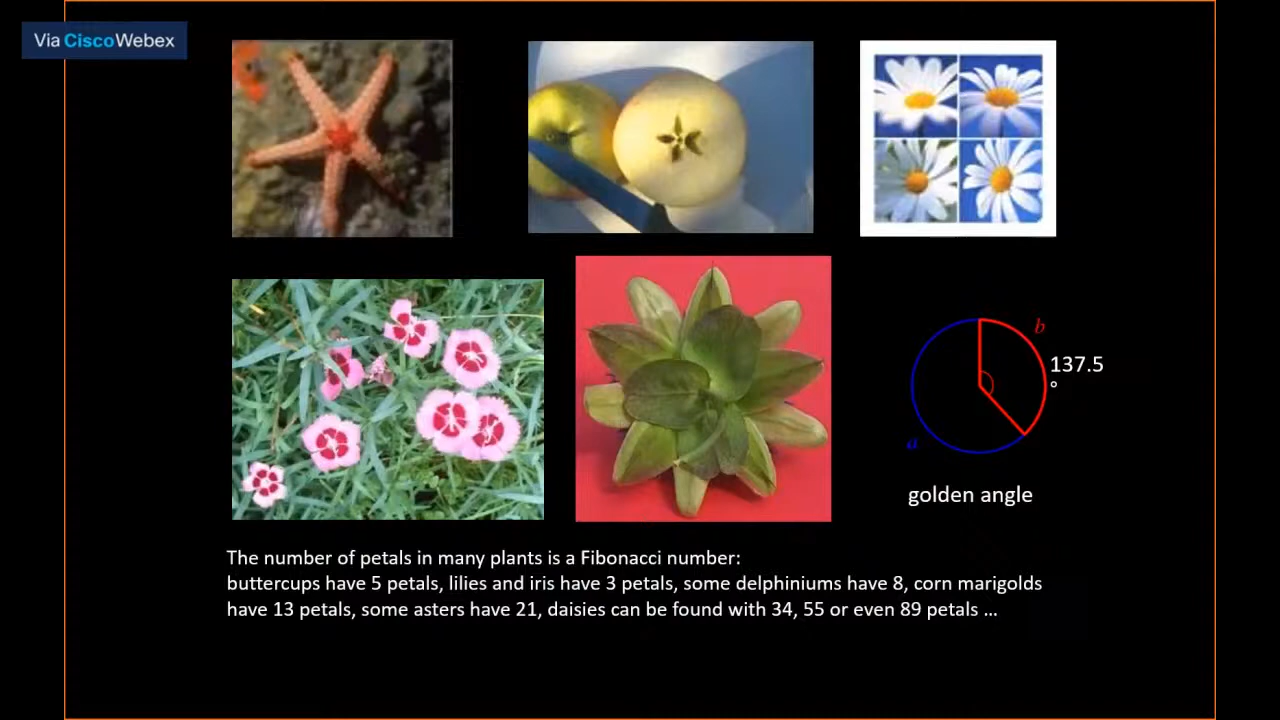 Via Cisco Webex
b
137.5
°
a
golden angle
The number of petals in many plants is a Fibonacci number:
buttercups have 5 petals, lilies and iris have 3 petals, some delphiniums have 8, corn marigolds
have 13 petals, some asters have 21, daisies can be found with 34, 55 or even 89 petals ...